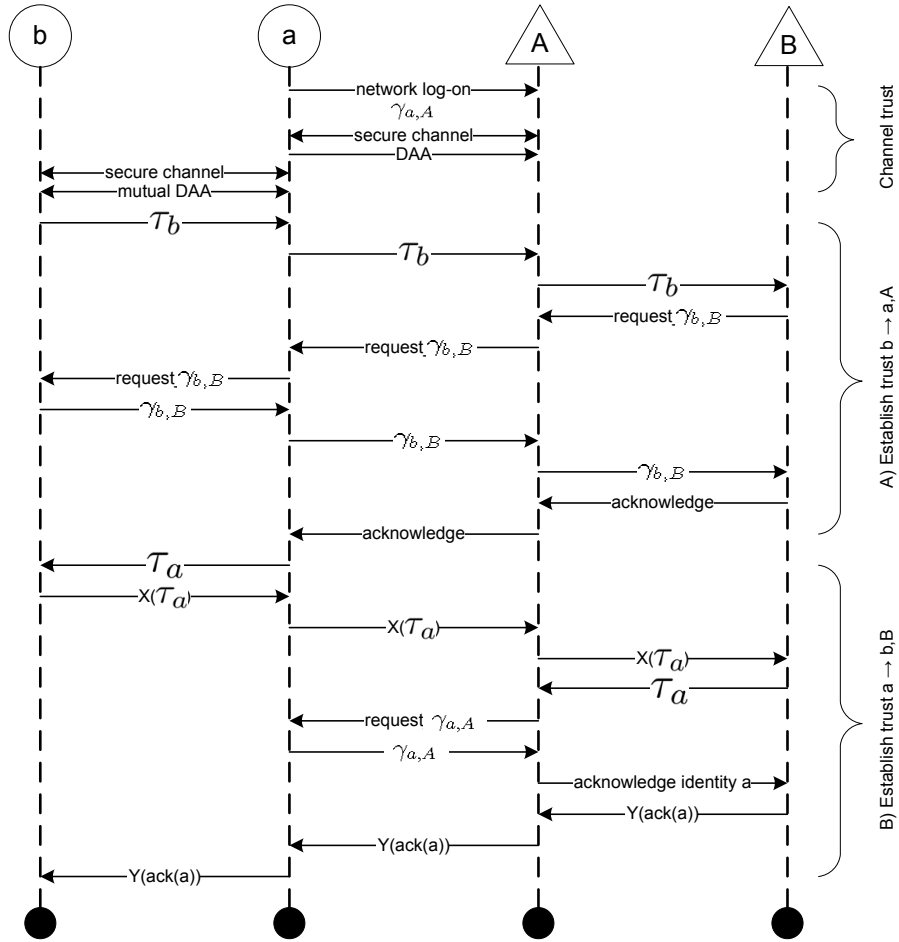 b
a
A
B
network log-on
γa,A
secure channel
DAA
secure channel
mutual DAA
Channel trust
τb
τb
τb
request γb,B
request γb,B
request γb,B
γb,B
γb,B
γb,B
acknowledge
acknowledge
A) Establish trust b → a,A
τa
X(τa)
X(τa)
X(τa)
τa
request γa,A
γa,A
acknowledge identity a
Y(ack(a))
Y(ack(a))
Y(ack(a))
B) Establish trust a → b,B